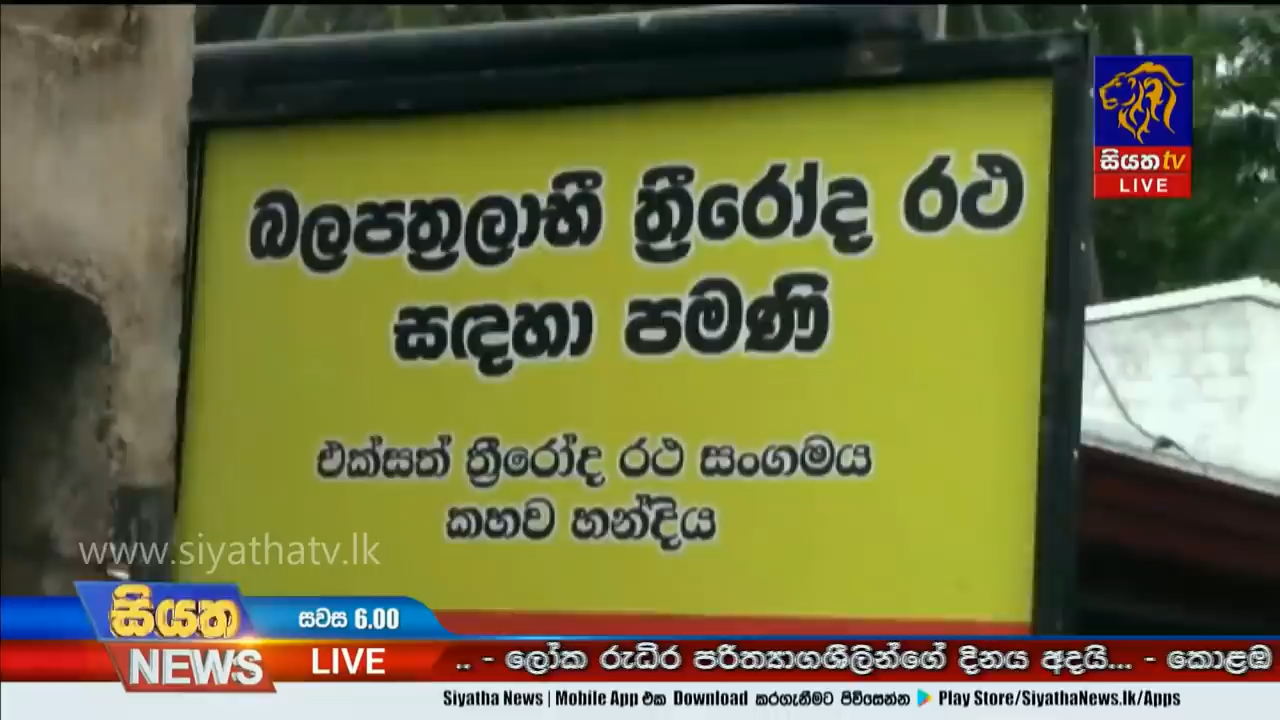 බලපත්‍රලාභී ත්‍රීරෝද රථ
සඳහා පමණි
එක්සත් ත්‍රීරෝද රථ සංගමය
කහව හන්දිය
සියත tv
LIVE
www.siyathatv.lk
සියත
NEWS
සවස 6.00
LIVE
.. - ලෝක රුධිර පරිත්‍යාගශීලින්ගේ දිනය අදයි... - කොළඹ
Siyatha News | Mobile App එක Download කරගැනීමට පිවිසෙන්න Play Store/SiyathaNews.lk/Apps